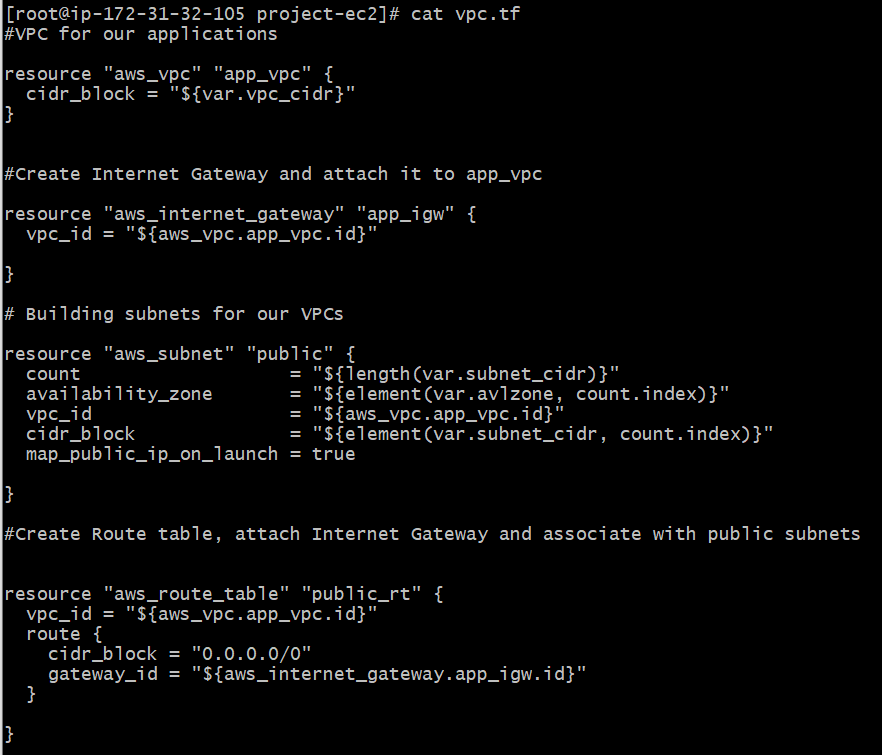 [root@ip-172-31-32-105 project-ec2]# cat vpc.tf
#VPC for our applications
resource "aws_vpc" "app_vpc" {
  cidr_block = "${var.vpc_cidr}"
}
#Create Internet Gateway and attach it to app_vpc
resource "aws_internet_gateway" "app_igw" {
  vpc_id = "${aws_vpc.app_vpc.id}"
}
# Building subnets for our VPCs
resource "aws_subnet" "public" {
  count                   = "${length(var.subnet_cidr)}"
  availability_zone       = "${element(var.avlzone, count.index)}"
  vpc_id                  = "${aws_vpc.app_vpc.id}"
  cidr_block              = "${element(var.subnet_cidr, count.index)}"
  map_public_ip_on_launch = true
}
#Create Route table, attach Internet Gateway and associate with public subnets
resource "aws_route_table" "public_rt" {
  vpc_id = "${aws_vpc.app_vpc.id}"
  route {
    cidr_block = "0.0.0.0/0"
    gateway_id = "${aws_internet_gateway.app_igw.id}"
  }
}